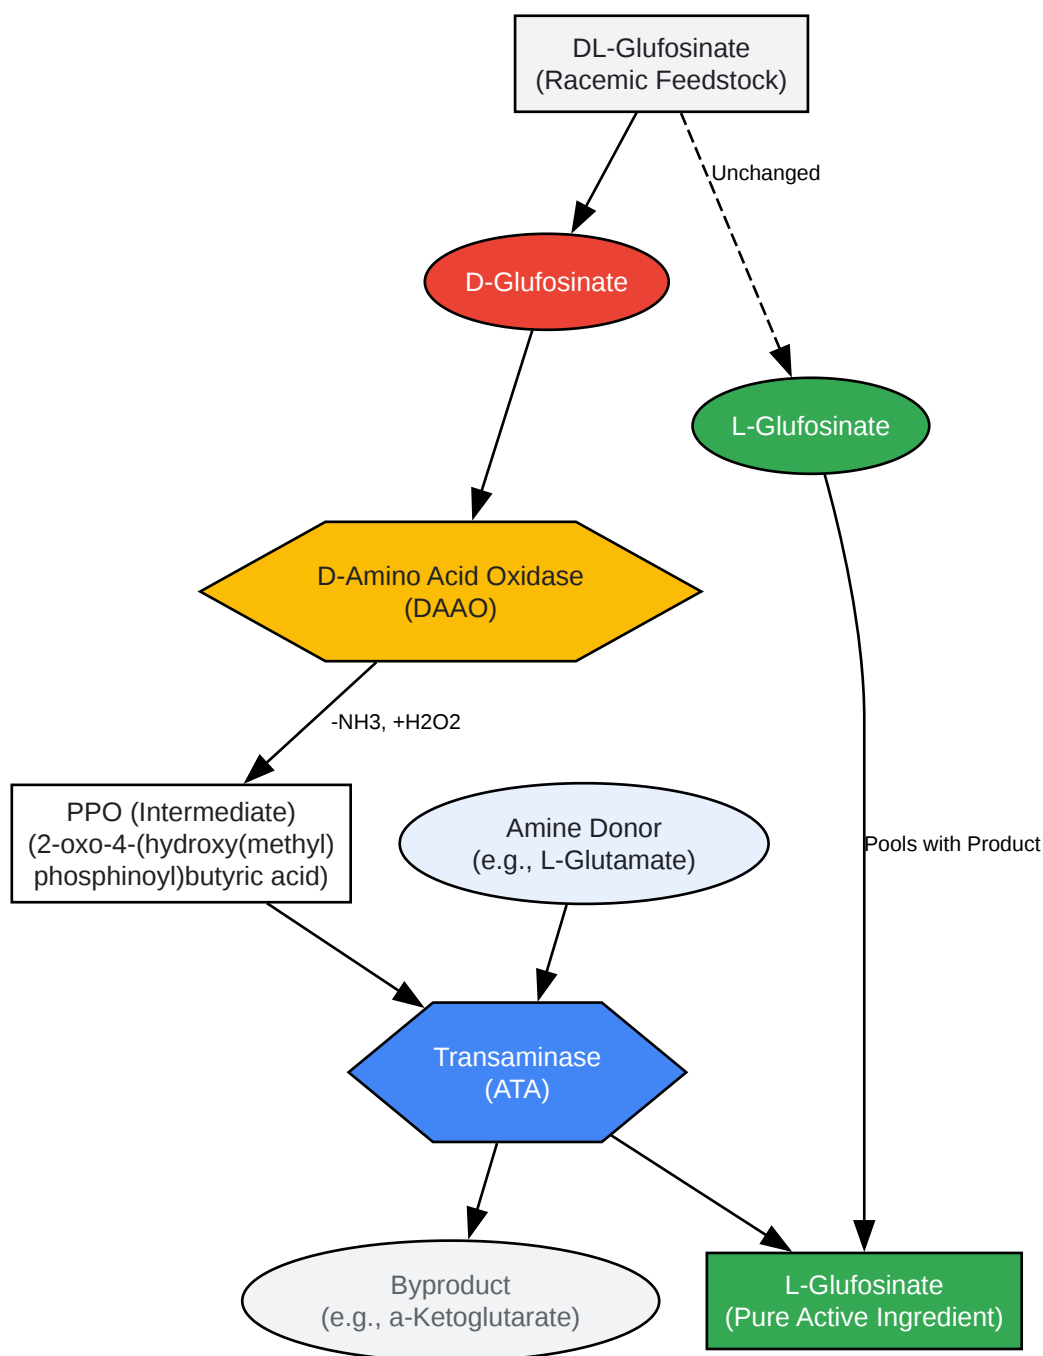 DL-Glufosinate
(Racemic Feedstock)
Unchanged
D-Glufosinate
L-Glufosinate
D-Amino Acid Oxidase
(DAAO)
-NH3, +H2O2
PPO (Intermediate)
(2-oxo-4-(hydroxy(methyl)
phosphinoyl)butyric acid)
Amine Donor
(e.g., L-Glutamate)
Pools with Product
Transaminase
(ATA)
Byproduct
(e.g., a-Ketoglutarate)
L-Glufosinate
(Pure Active Ingredient)